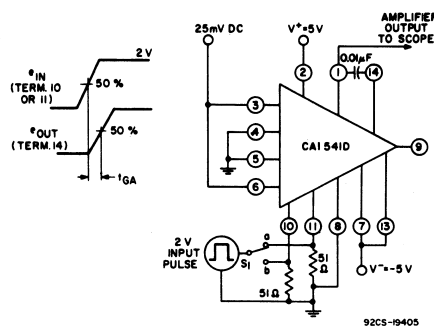 AMPLIFIER
OUTPUT
TO SCOPE
25mV DC
V+=5V
0.01µF
2 V
eIN
(TERM. 10
OR 11)
50 %
eOUT
(TERM.14)
50 %
tGA
1
14
2
3
4
5
6
CA1541D
9
10
11
8
7
13
2 V
INPUT
PULSE
S1
a
b
51
Ω
51Ω
V-=-5V
92CS-19405